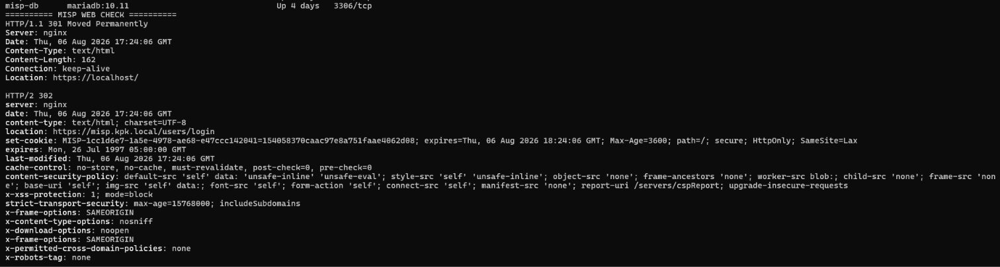 misp-db      mariadb:10.11                              Up 4 days   3306/tcp
========== MISP WEB CHECK ==========
HTTP/1.1 301 Moved Permanently
Server: nginx
Date: Thu, 06 Aug 2026 17:24:06 GMT
Content-Type: text/html
Content-Length: 162
Connection: keep-alive
Location: https://localhost/

HTTP/2 302
server: nginx
date: Thu, 06 Aug 2026 17:24:06 GMT
content-type: text/html; charset=UTF-8
location: https://misp.kpk.local/users/login
set-cookie: MISP-1cc1d6e7-1a5e-4978-ae68-e47ccc142041=154058370caac97e8a751faae4062d08; expires=Thu, 06 Aug 2026 18:24:06 GMT; Max-Age=3600; path=/; secure; HttpOnly; SameSite=Lax
expires: Mon, 26 Jul 1997 05:00:00 GMT
last-modified: Thu, 06 Aug 2026 17:24:06 GMT
cache-control: no-store, no-cache, must-revalidate, post-check=0, pre-check=0
content-security-policy: default-src 'self' data: 'unsafe-inline' 'unsafe-eval'; style-src 'self' 'unsafe-inline'; object-src 'none'; frame-ancestors 'none'; worker-src blob:; child-src 'none'; frame-src 'non
e'; base-uri 'self'; img-src 'self' data:; font-src 'self'; form-action 'self'; connect-src 'self'; manifest-src 'none'; report-uri /servers/cspReport; upgrade-insecure-requests
x-xss-protection: 1; mode=block
strict-transport-security: max-age=15768000; includeSubdomains
x-frame-options: SAMEORIGIN
x-content-type-options: nosniff
x-download-options: noopen
x-frame-options: SAMEORIGIN
x-permitted-cross-domain-policies: none
x-robots-tag: none